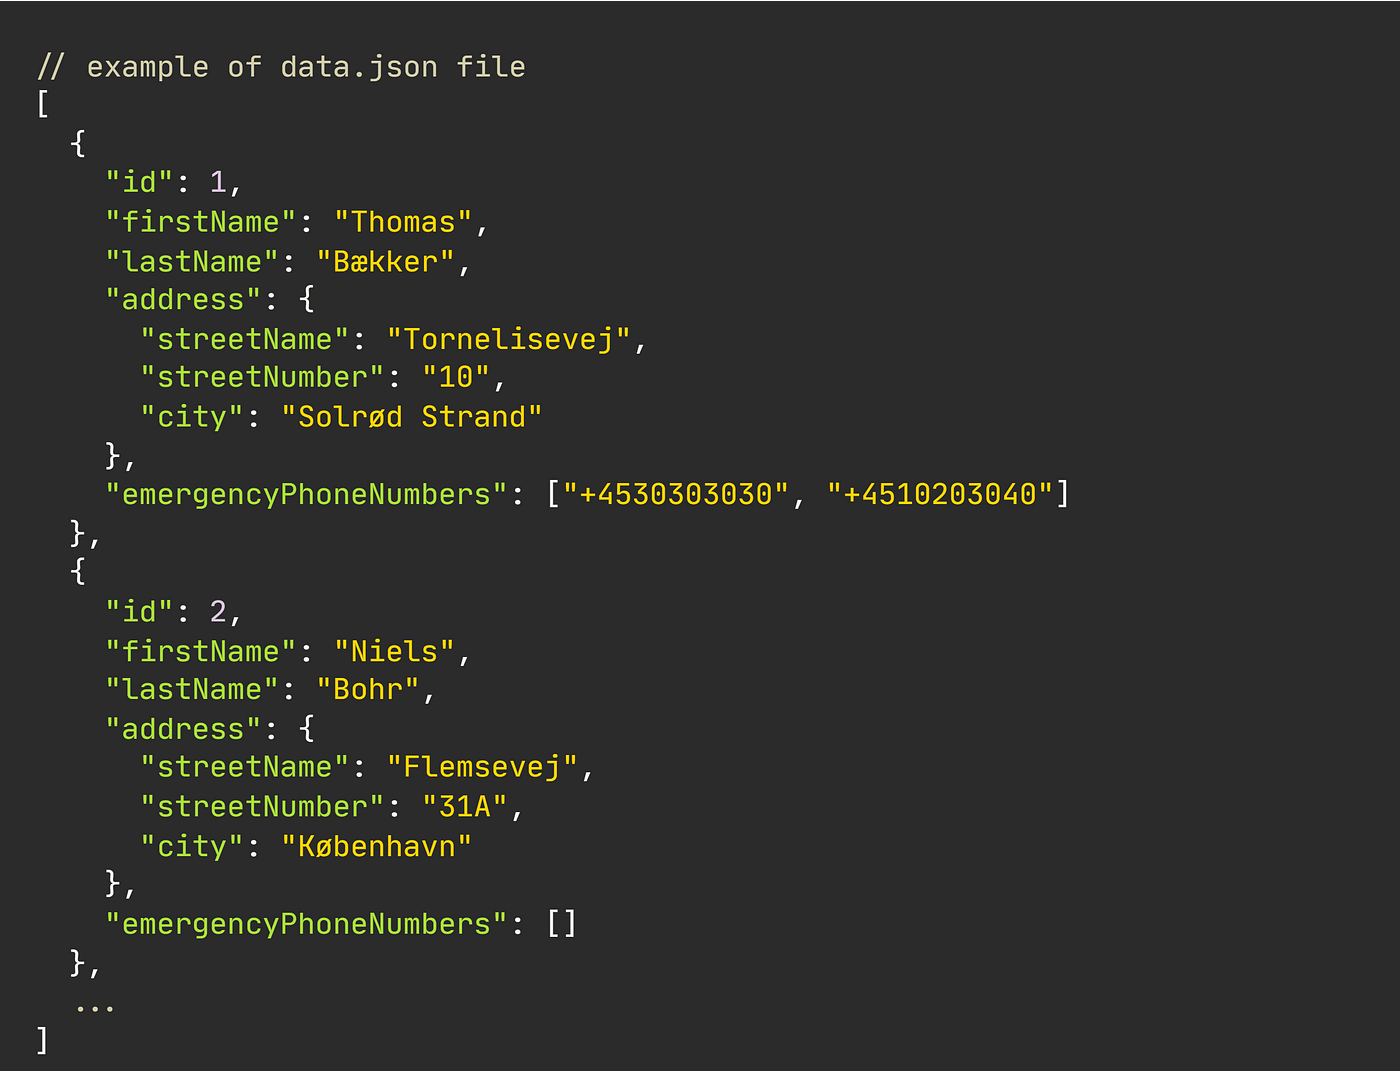 // example of data.json file
[
  {
    "id": 1,
    "firstName": "Thomas",
    "lastName": "Bækker",
    "address": {
      "streetName": "Tornelisevej",
      "streetNumber": "10",
      "city": "Solrød Strand"
    },
    "emergencyPhoneNumbers": ["+4530303030", "+4510203040"]
  },
  {
    "id": 2,
    "firstName": "Niels",
    "lastName": "Bohr",
    "address": {
      "streetName": "Flemsevej",
      "streetNumber": "31A",
      "city": "København"
    },
    "emergencyPhoneNumbers": []
  },
  ...
]